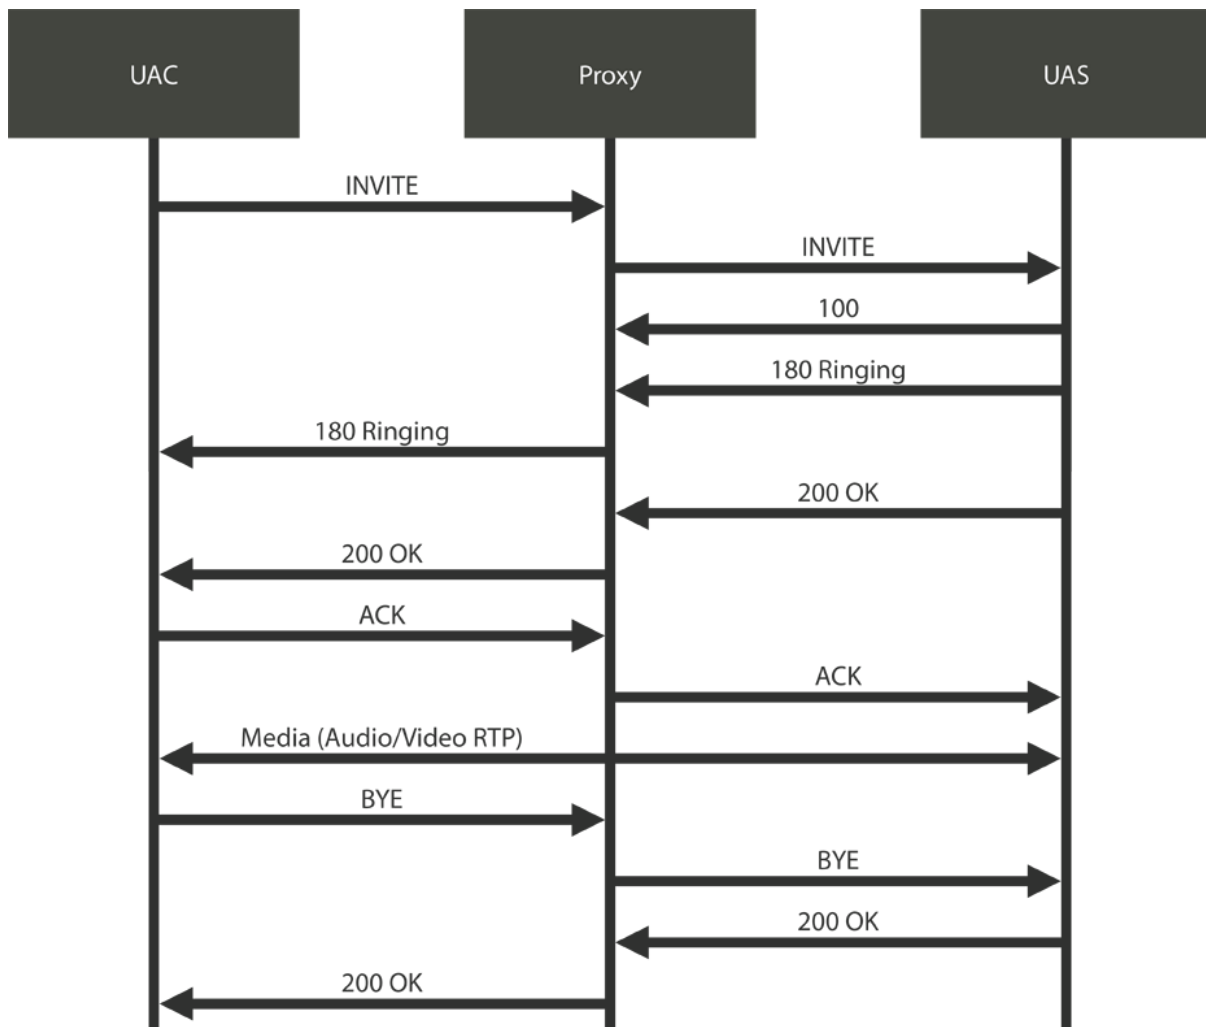 UAC
Proxy
UAS
INVITE
INVITE
100
180 Ringing
180 Ringing
200 OK
200 OK
ACK
ACK
Media (Audio/Video RTP)
BYE
BYE
200 OK
200 OK